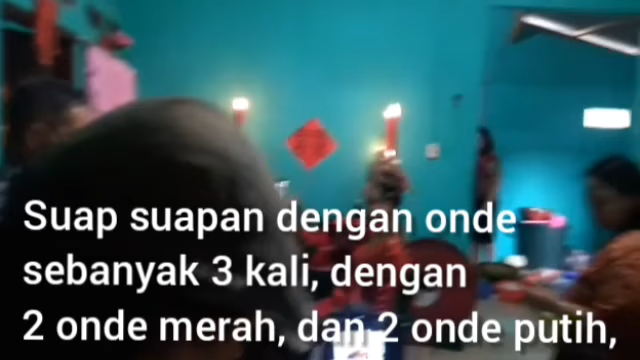 Suap suapan dengan onde
sebanyak 3 kali, dengan
2 onde merah, dan 2 onde putih,